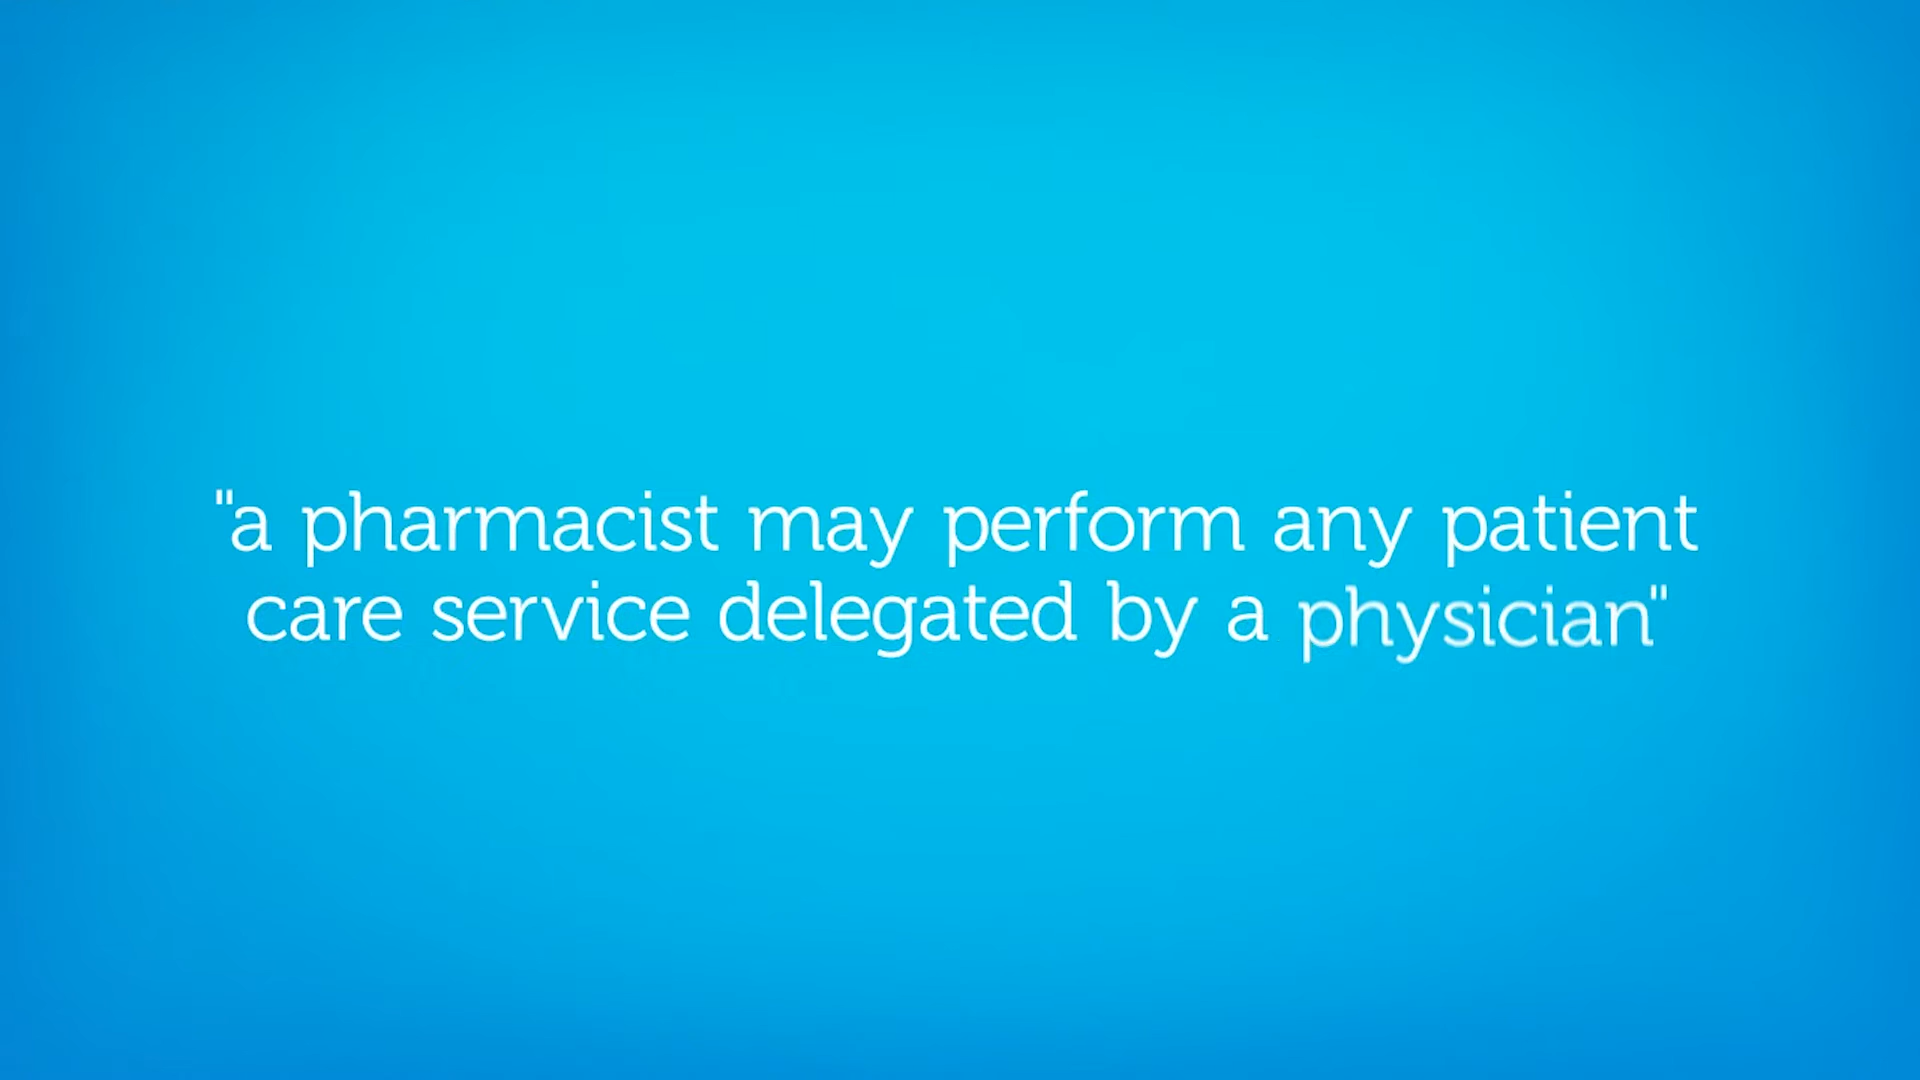 "a pharmacist may perform any patient
care service delegated by a physician"